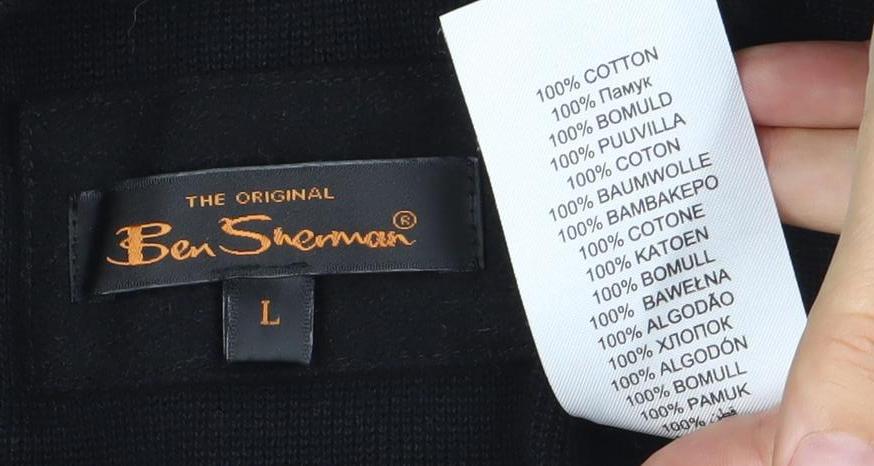 THE ORIGINAL
Ben Sherman®
L
100% COTTON
100% Памук
100% BOMULD
100% PUUVILLA
100% COTON
100% BAUMWOLLE
100% BAMBAKEPO
100% COTONE
100% KATOEN
100% BOMULL
100% BAWEŁNA
100% ALGODÃO
100% ХЛОПОК
100% ALGODÓN
100% BOMULL
100% PAMUK
100% قطن